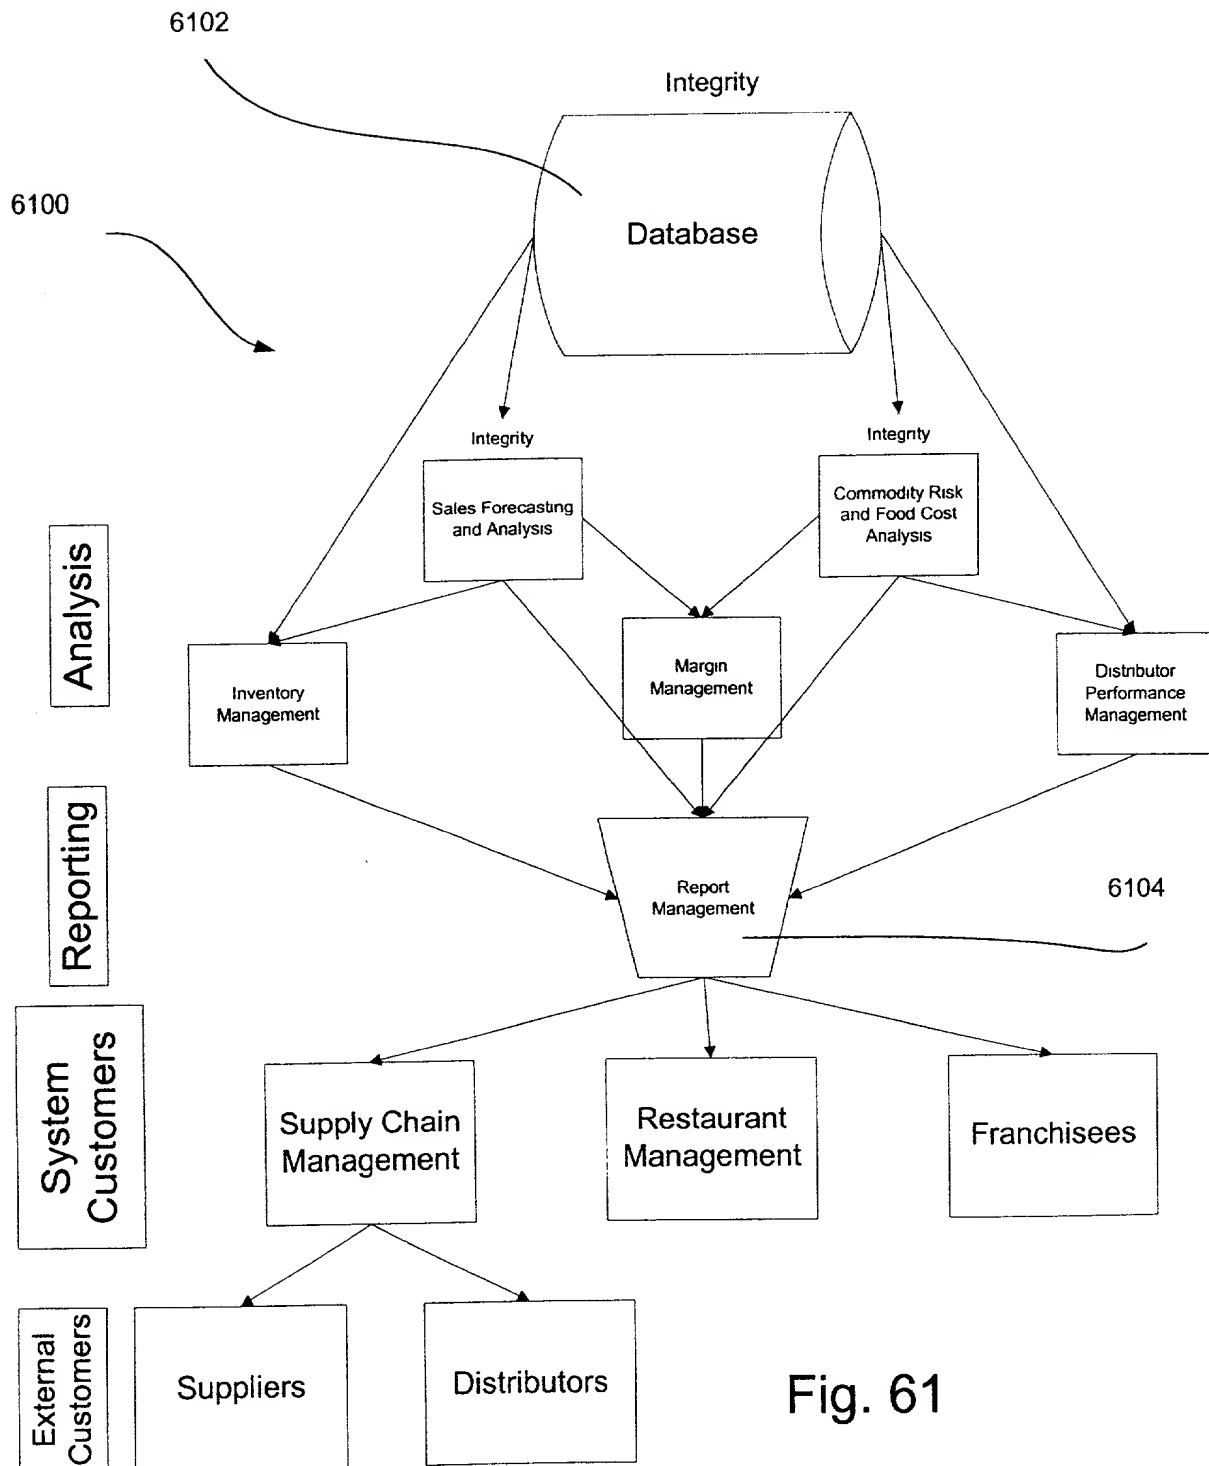 6102
Integrity
6100
Database
Integrity
Integrity
Sales Forecasting
and Analysis
Commodity Risk
and Food Cost
Analysis
Analysis
Inventory
Management
Margin
Management
Distributor
Performance
Management
Reporting
Report
Management
6104
System
Customers
Supply Chain
Management
Restaurant
Management
Franchisees
External
Customers
Suppliers
Distributors
Fig. 61